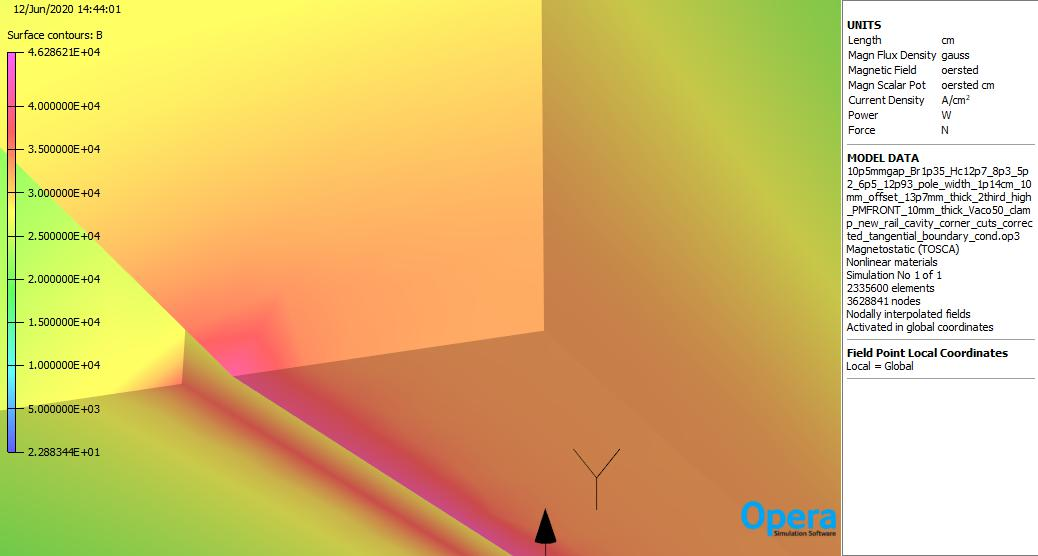 12/Jun/2020 14:44:01
Surface contours: B
4.628621E+04
4.000000E+04
3.500000E+04
3.000000E+04
2.500000E+04
2.000000E+04
1.500000E+04
1.000000E+04
5.000000E+03
2.288344E+01
Y
Opera
Simulation Software
UNITS
Length cm
Magn Flux Density gauss
Magnetic Field oersted
Magn Scalar Pot oersted cm
Current Density A/cm²
Power W
Force N
MODEL DATA
10p5mmgap_Br1p35_Hc12p7_8p3_5p
2_6p5_12p93_pole_width_1p14cm_10
mm_offset_13p7mm_thick_2third_high
_PMFRONT_10mm_thick_Vaco50_clam
p_new_rail_cavity_corner_cuts_correc
ted_tangential_boundary_cond.op3
Magnetostatic (TOSCA)
Nonlinear materials
Simulation No 1 of 1
2335600 elements
3628841 nodes
Nodally interpolated fields
Activated in global coordinates
Field Point Local Coordinates
Local = Global